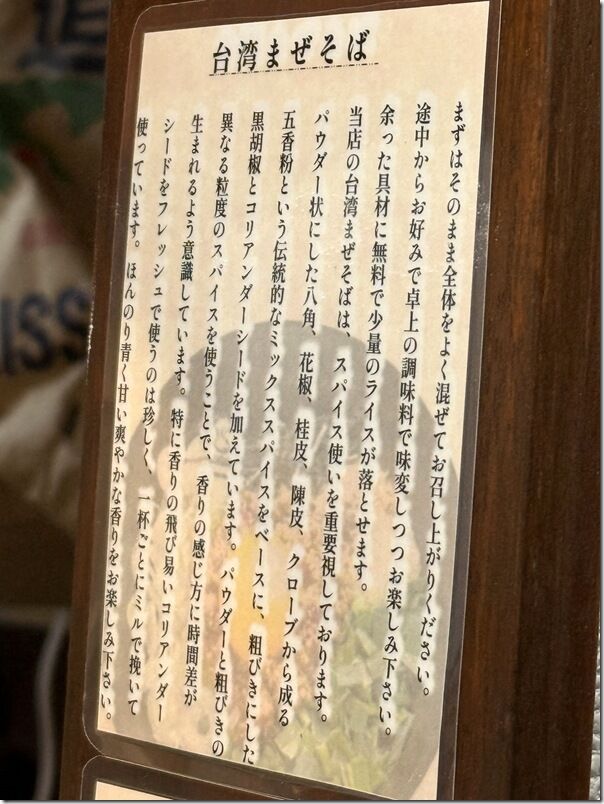 台湾まぜそば
まずはそのまま全体をよく混ぜてお召し上がりください。
途中からお好みで卓上の調味料で味変しつつお楽しみ下さい。
余った具材に無料で少量のライスが落とせます。
当店の台湾まぜそばは、スパイス使いを重要視しております。
パウダー状にした八角、花椒、桂皮、陳皮、クローブから成る
五香粉という伝統的なミックススパイスをベースに、粗びきにした
黒胡椒とコリアンダーシードを加えています。パウダーと粗びきの
異なる粒度のスパイスを使うことで、香りの感じ方に時間差が
生まれるよう意識しています。特に香りの飛び易いコリアンダー
シードをフレッシュで使うのは珍しく、一杯ごとにミルで挽いて
使っています。ほんのり青く甘い爽やかな香りをお楽しみ下さい。
ISS